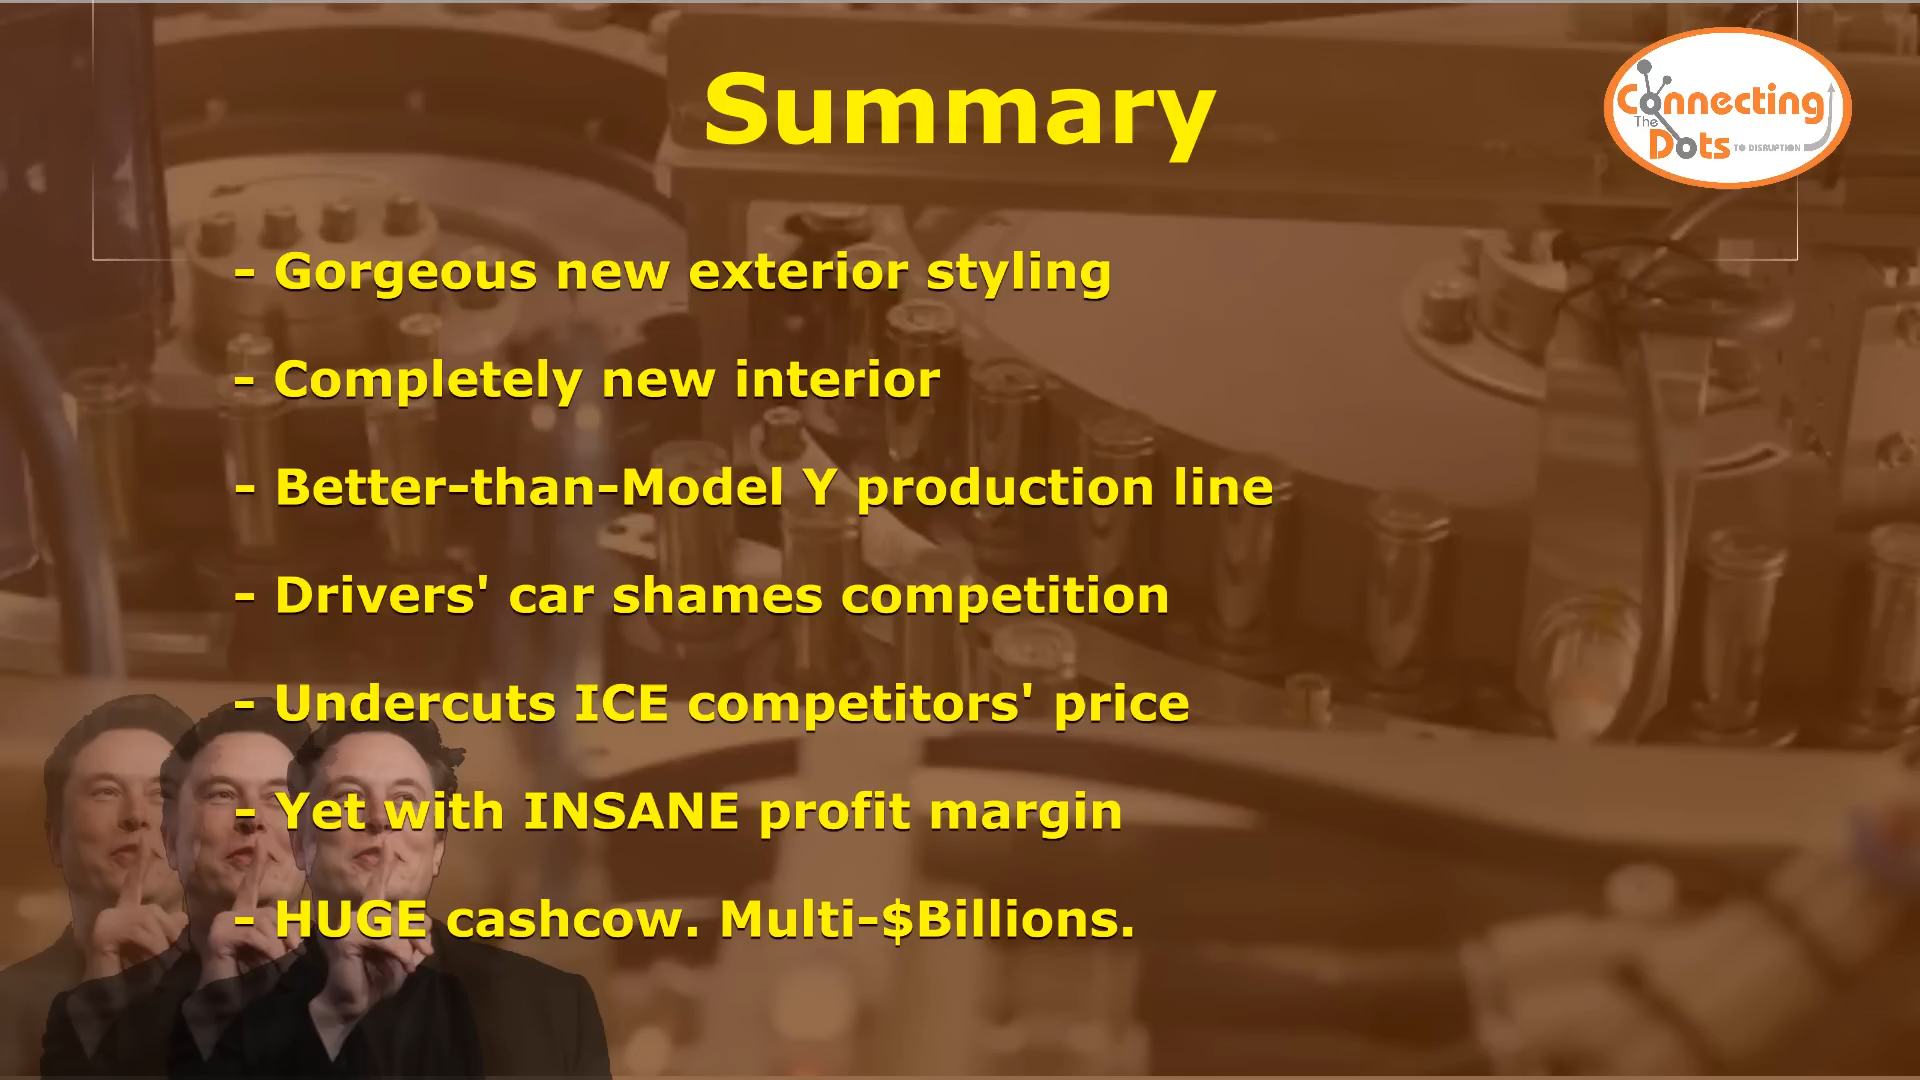 Summary
Connecting
The
Dots TO DISRUPTION
- Gorgeous new exterior styling
- Completely new interior
- Better-than-Model Y production line
- Drivers' car shames competition
- Undercuts ICE competitors' price
- Yet with INSANE profit margin
- HUGE cashcow. Multi-$Billions.